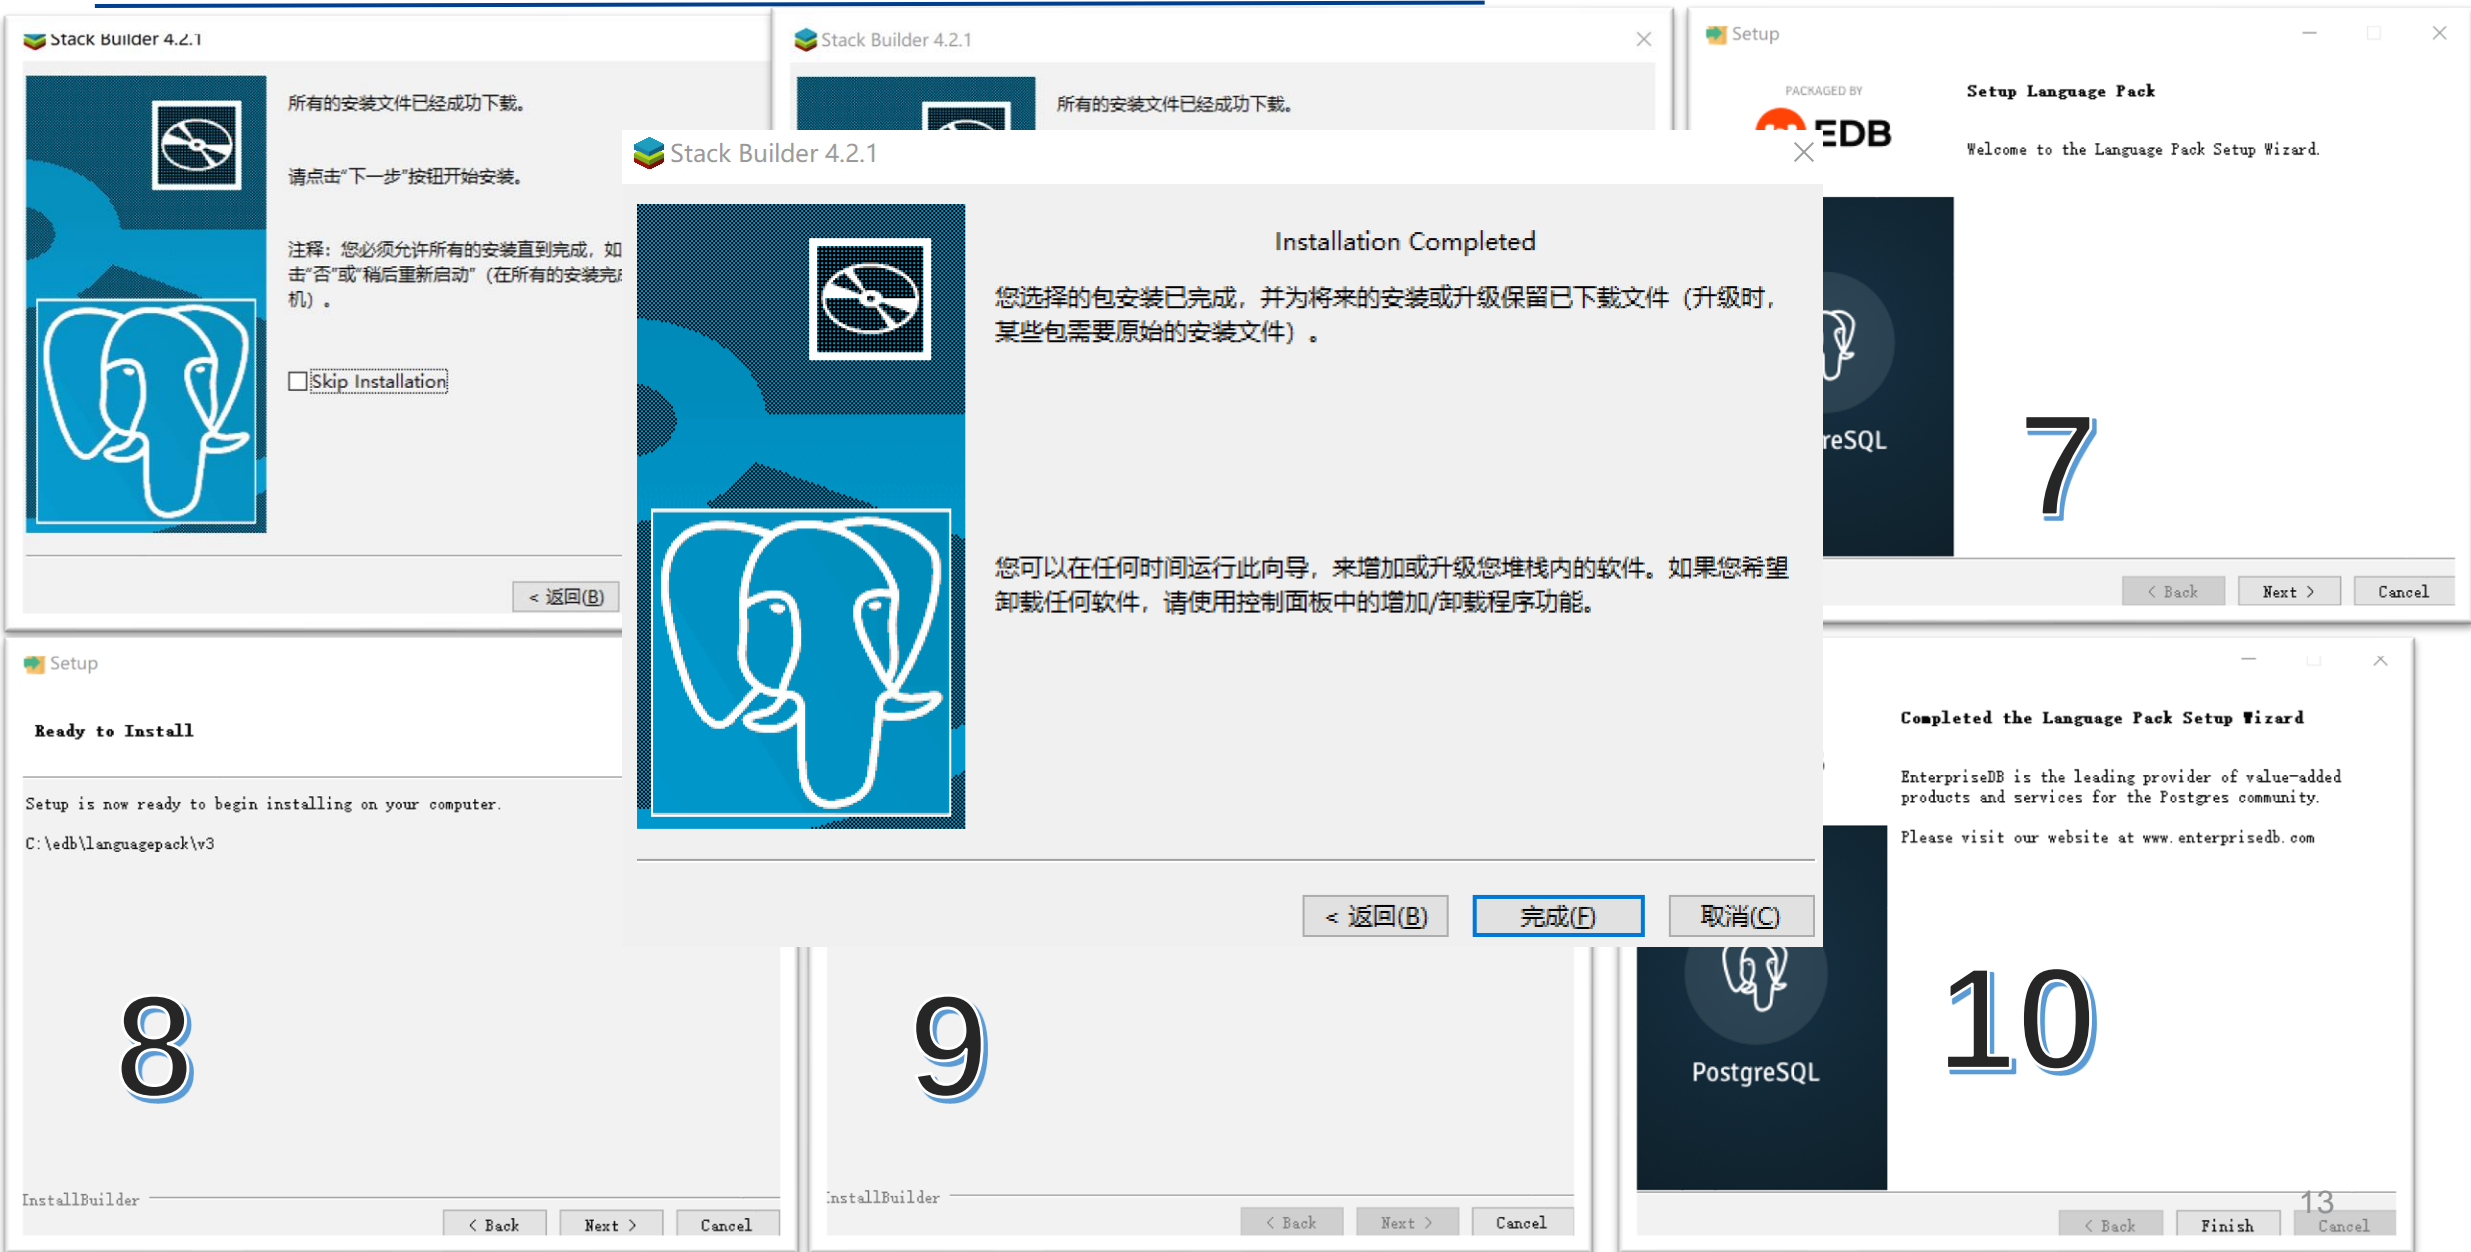 Stack Builder 4.2.1
所有的安装文件已经成功下载。
请点击“下一步”按钮开始安装。
注释：您必须允许所有的安装直到完成，如
击“否”或“稍后重新启动”（在所有的安装完成
机）。
Skip Installation
< 返回(B)
Stack Builder 4.2.1
所有的安装文件已经成功下载。
Setup
PACKAGED BY
EDB
Setup Language Pack
Welcome to the Language Pack Setup Wizard.
reSQL
7
< Back
Next >
Cancel
Stack Builder 4.2.1
Installation Completed
您选择的包安装已完成，并为将来的安装或升级保留已下载文件（升级时，
某些包需要原始的安装文件）。
您可以在任何时间运行此向导，来增加或升级您堆栈内的软件。如果您希望
卸载任何软件，请使用控制面板中的增加/卸载程序功能。
< 返回(B)
完成(F)
取消(C)
Setup
Ready to Install
Setup is now ready to begin installing on your computer.
C:\edb\languagepack\v3
8
InstallBuilder
< Back
Next >
Cancel
9
InstallBuilder
< Back
Next >
Cancel
Completed the Language Pack Setup Wizard
EnterpriseDB is the leading provider of value-added
products and services for the Postgres community.
Please visit our website at www.enterprisedb.com
PostgreSQL
10
< Back
Finish
Cancel
13